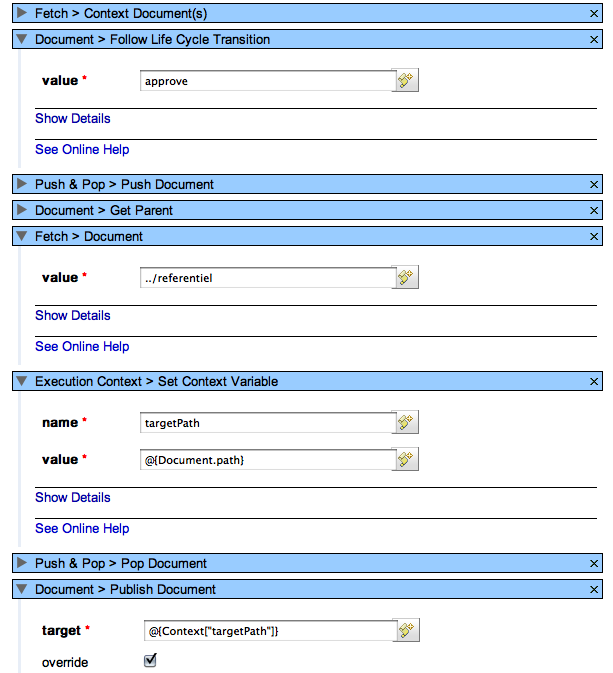 Fetch > Context Document(s)
Document > Follow Life Cycle Transition
value * approve
Show Details
See Online Help
Push & Pop > Push Document
Document > Get Parent
Fetch > Document
value * ../referentiel
Show Details
See Online Help
Execution Context > Set Context Variable
name * targetPath
value * @{Document.path}
Show Details
See Online Help
Push & Pop > Pop Document
Document > Publish Document
target * @{Context["targetPath"]}
override